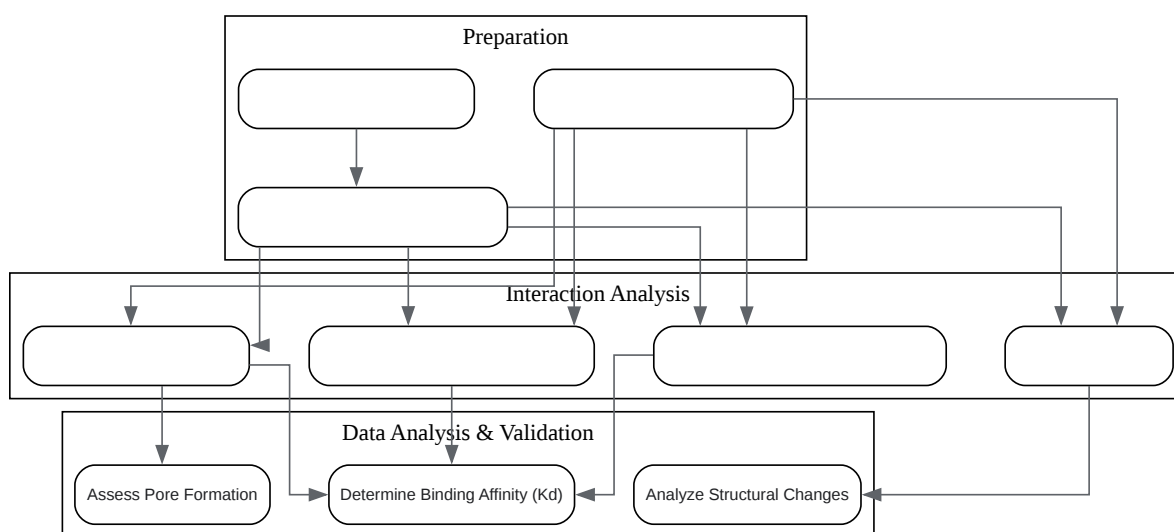 Preparation
Interaction Analysis
Data Analysis & Validation
Assess Pore Formation
Determine Binding Affinity (Kd)
Analyze Structural Changes